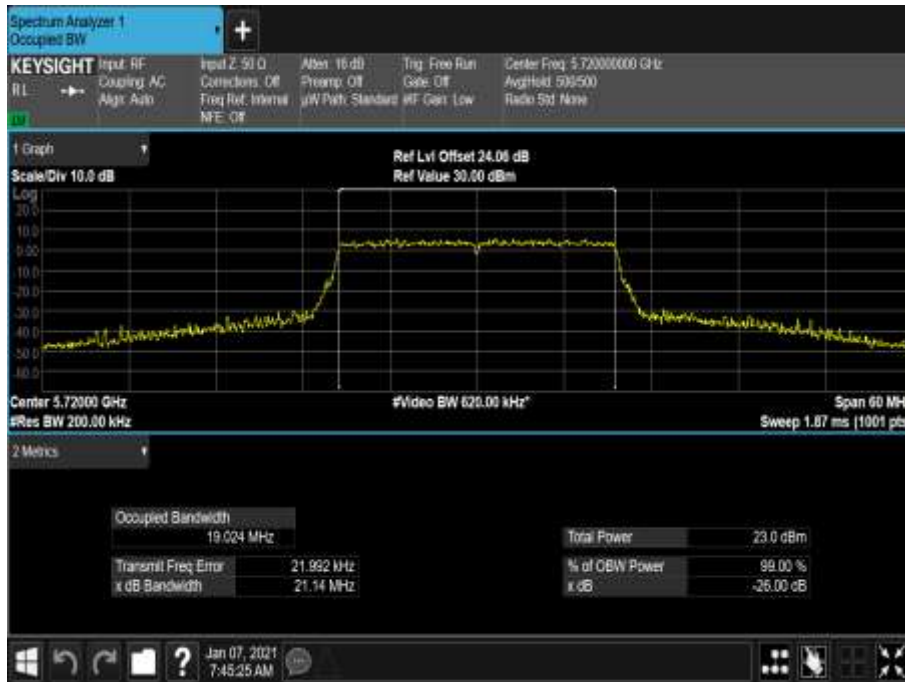 Spectrum Analyzer 1
Occupied BW
+
KEYSIGHT
RL
Input: RF
Coupling: AC
Align: Auto
Input Z: 50 Ω
Corrections: Off
Freq Ref: Internal
NFE: Off
Atten: 16 dB
Preamp: Off
µW Path: Standard
Trig: Free Run
Gate: Off
#IF Gain: Low
Center Freq: 5.720000000 GHz
Avg|Hold: 500/500
Radio Std: None
1 Graph
Scale/Div 10.0 dB
Ref Lvl Offset 24.06 dB
Ref Value 30.00 dBm
Log
20.0
10.0
0.00
-10.0
-20.0
-30.0
-40.0
-50.0
-60.0
Center 5.72000 GHz
#Res BW 200.00 kHz
#Video BW 620.00 kHz*
Span 60 MH
Sweep 1.87 ms (1001 pts
2 Metrics
Occupied Bandwidth
19.024 MHz
Transmit Freq Error 21.992 kHz
x dB Bandwidth 21.14 MHz
Total Power 23.0 dBm
% of OBW Power 99.00 %
x dB -26.00 dB
?
Jan 07, 2021
7:45:25 AM